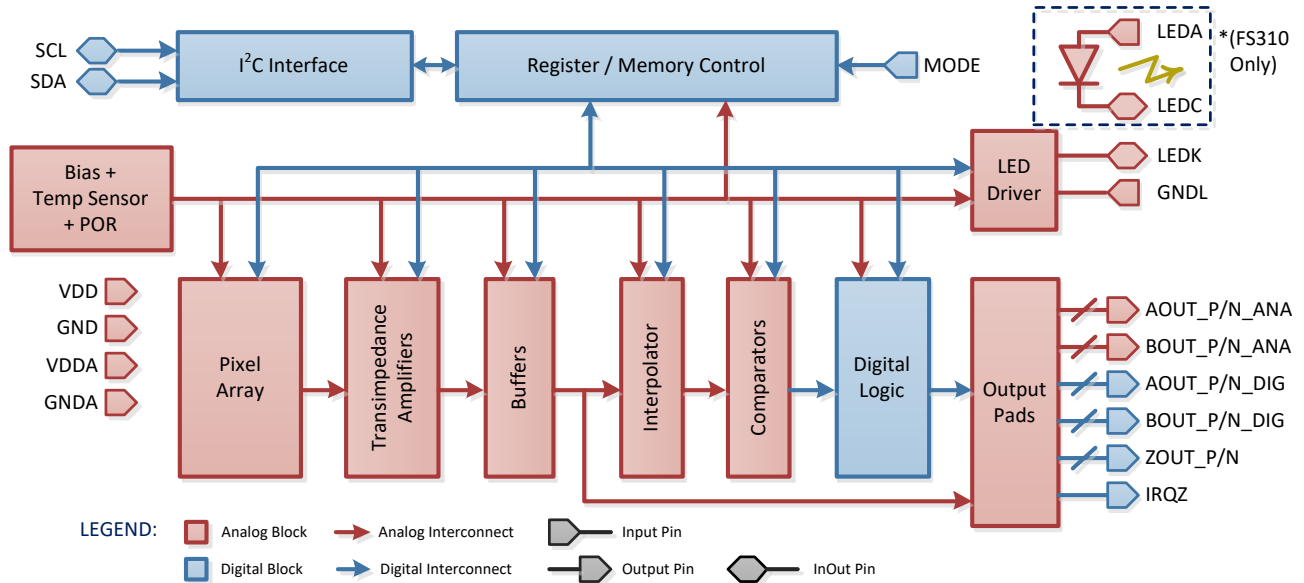 SCL
SDA
I²C Interface
Register / Memory Control
MODE
LEDA
LEDC
*(FS310
Only)
Bias +
Temp Sensor
+ POR
LED
Driver
LEDK
GNDL
VDD
GND
VDDA
GNDA
Pixel
Array
Transimpedance
Amplifiers
Buffers
Interpolator
Comparators
Digital
Logic
Output
Pads
AOUT_P/N_ANA
BOUT_P/N_ANA
AOUT_P/N_DIG
BOUT_P/N_DIG
ZOUT_P/N
IRQZ
LEGEND:
Analog Block
Analog Interconnect
Input Pin
Digital Block
Digital Interconnect
Output Pin
InOut Pin